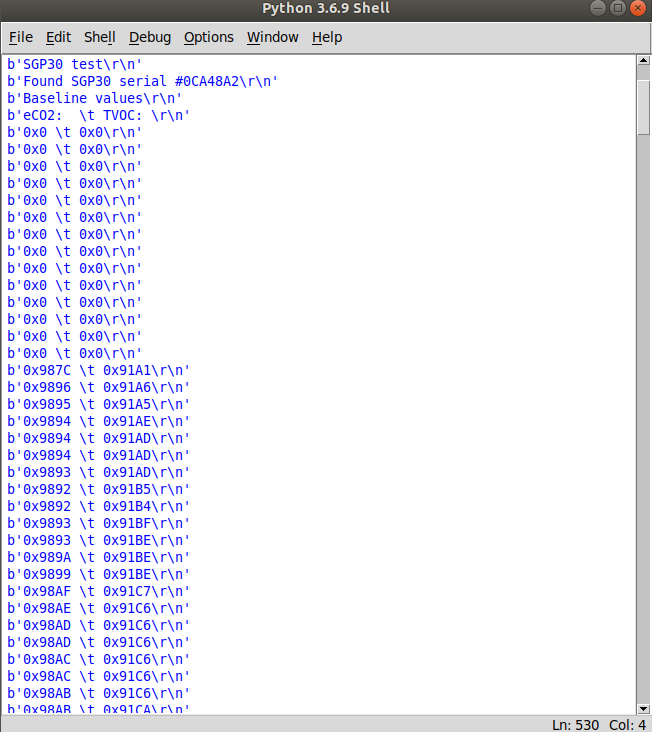 Python 3.6.9 Shell
File Edit Shell Debug Options Window Help
b'SGP30 test\r\n'
b'Found SGP30 serial #0CA48A2\r\n'
b'Baseline values\r\n'
b'eCO2:  \t TVOC: \r\n'
b'0x0 \t 0x0\r\n'
b'0x0 \t 0x0\r\n'
b'0x0 \t 0x0\r\n'
b'0x0 \t 0x0\r\n'
b'0x0 \t 0x0\r\n'
b'0x0 \t 0x0\r\n'
b'0x0 \t 0x0\r\n'
b'0x0 \t 0x0\r\n'
b'0x0 \t 0x0\r\n'
b'0x0 \t 0x0\r\n'
b'0x0 \t 0x0\r\n'
b'0x0 \t 0x0\r\n'
b'0x0 \t 0x0\r\n'
b'0x0 \t 0x0\r\n'
b'0x987C \t 0x91A1\r\n'
b'0x9896 \t 0x91A6\r\n'
b'0x9895 \t 0x91A5\r\n'
b'0x9894 \t 0x91AE\r\n'
b'0x9894 \t 0x91AD\r\n'
b'0x9894 \t 0x91AD\r\n'
b'0x9893 \t 0x91AD\r\n'
b'0x9892 \t 0x91B5\r\n'
b'0x9892 \t 0x91B4\r\n'
b'0x9893 \t 0x91BF\r\n'
b'0x9893 \t 0x91BE\r\n'
b'0x989A \t 0x91BE\r\n'
b'0x9899 \t 0x91BE\r\n'
b'0x98AF \t 0x91C7\r\n'
b'0x98AE \t 0x91C6\r\n'
b'0x98AD \t 0x91C6\r\n'
b'0x98AD \t 0x91C6\r\n'
b'0x98AC \t 0x91C6\r\n'
b'0x98AC \t 0x91C6\r\n'
b'0x98AB \t 0x91C6\r\n'
b'0x98AB \t 0x91CA\r\n'
Ln: 530 Col: 4